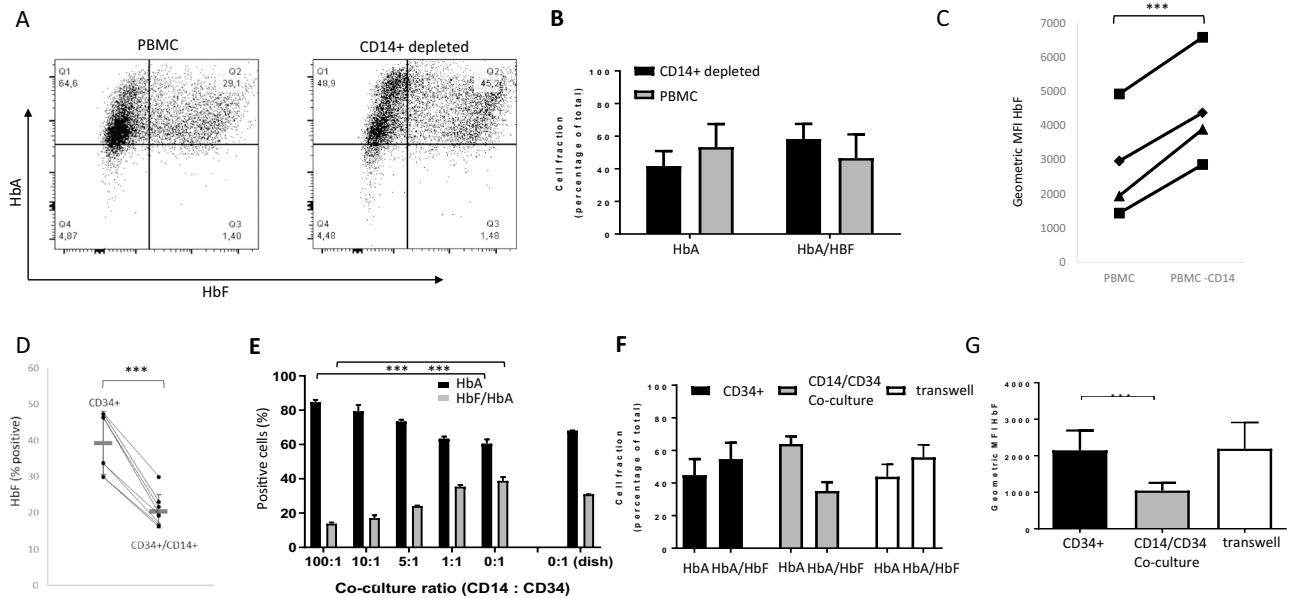 A
PBMC
CD14+ depleted
Q1
64,6
Q2
29,1
Q4
4,87
Q3
1,40
Q1
48,9
Q2
45,2
Q4
4,48
Q3
1,48
HbA
HbF
B
CD14+ depleted
PBMC
Cell fraction
(percentage of total)
100
80
60
40
20
0
HbA
HbA/HBF
C
***
Geometric MFI HbF
7000
6000
5000
4000
3000
2000
1000
0
PBMC
PBMC -CD14
D
***
HbF (% positive)
60
50
40
30
20
10
0
CD34+
CD34+/CD14+
E
*** ***
HbA
HbF/HbA
Positive cells (%)
100
80
60
40
20
0
100:1 10:1 5:1 1:1 0:1 0:1 (dish)
Co-culture ratio (CD14 : CD34)
F
CD34+
CD14/CD34
Co-culture
transwell
Cell fraction
(percentage of total)
100
80
60
40
20
0
HbA HbA/HbF HbA HbA/HbF HbA HbA/HbF
G
***
Geometric MFI HbF
4000
3000
2000
1000
0
CD34+
CD14/CD34
Co-culture
transwell